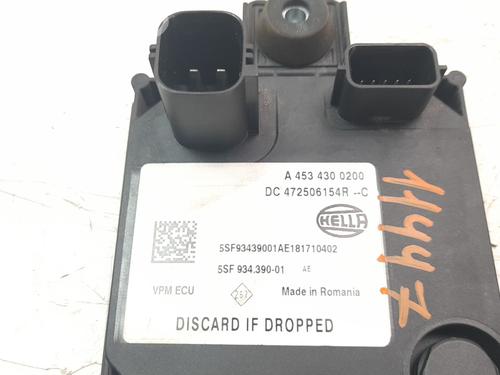 A 453 430 0200
DC 472506154R --C
HELLA
5SF93439001AE181710402
5SF 934.390-01 AE
VPM ECU
Made in Romania
DISCARD IF DROPPED
11447